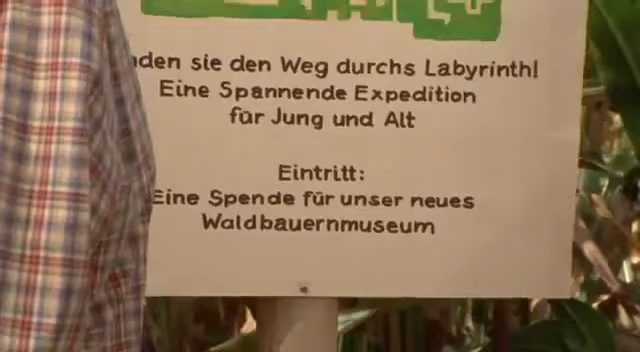 den sie den Weg durchs Labyrinth!
Eine Spannende Expedition
für Jung und Alt
Eintritt:
Eine Spende für unser neues
Waldbauernmuseum